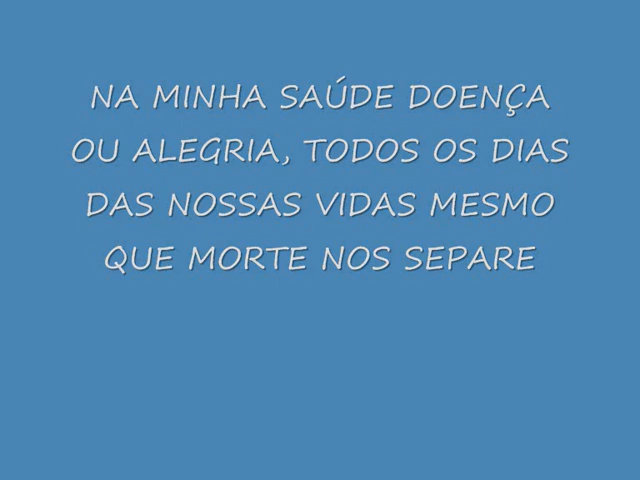 NA MINHA SAÚDE DOENÇA
OU ALEGRIA, TODOS OS DIAS
DAS NOSSAS VIDAS MESMO
QUE MORTE NOS SEPARE